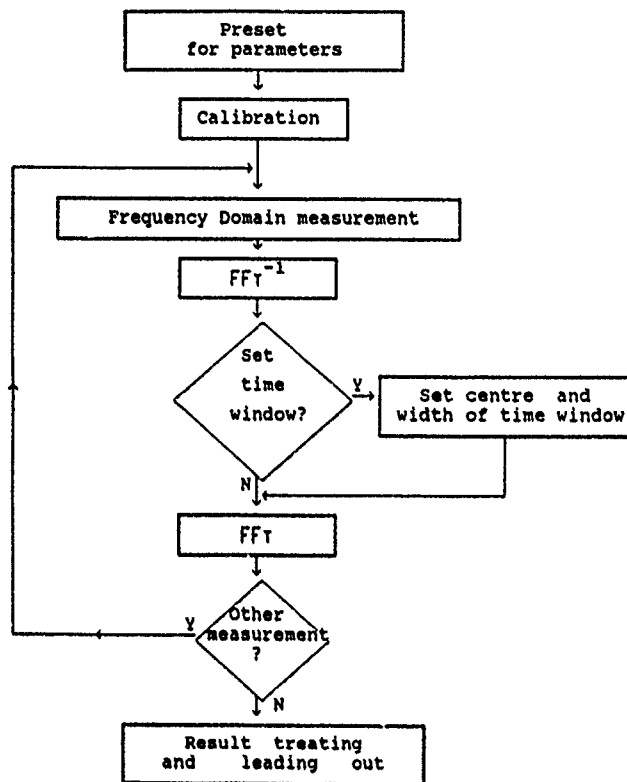 Preset
for parameters
Calibration
Frequency Domain measurement
FFT⁻¹
Set
time
window?
Y
Set centre and
width of time window
N
FFT
Other
measurement
?
Y
N
Result treating
and leading out